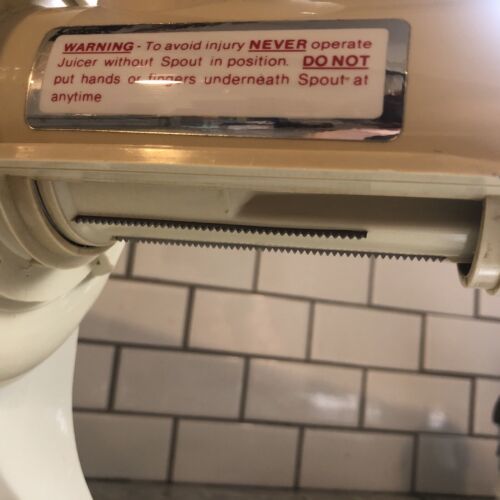 WARNING - To avoid injury NEVER operate
Juicer without Spout in position. DO NOT
put hands or fingers underneath Spout at
anytime